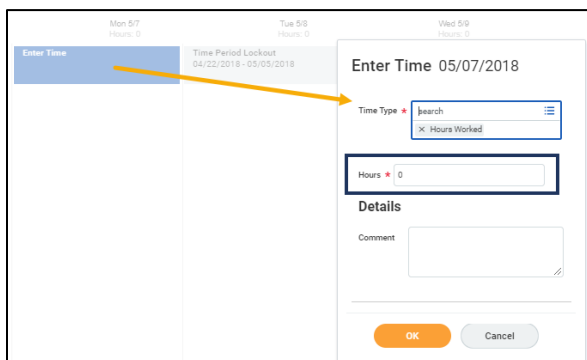 Mon 5/7
Hours: 0
Tue 5/8
Hours: 0
Wed 5/9
Hours: 0
Enter Time
Time Period Lockout
04/22/2018 - 05/05/2018
Enter Time 05/07/2018
Time Type *
search
× Hours Worked
Hours * 0
Details
Comment
OK
Cancel